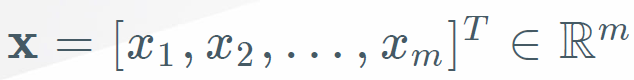 𝐱 = [x₁, x₂, . . . , xₘ]ᵀ ∈ ℝᵐ